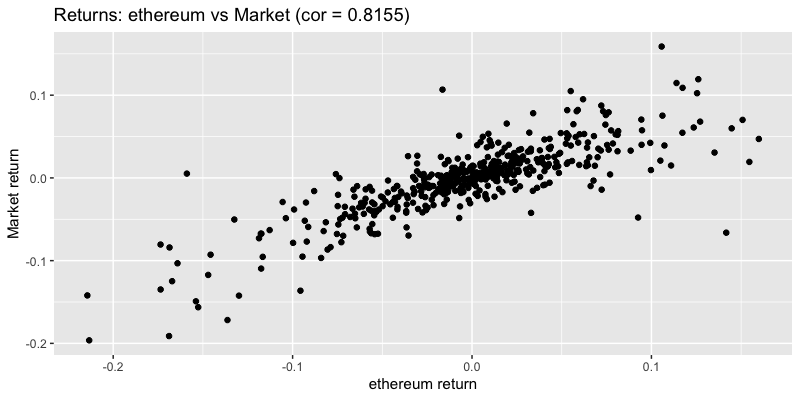 Returns: ethereum vs Market (cor = 0.8155)
Market return
0.1
0.0
-0.1
-0.2
-0.2 -0.1 0.0 0.1
ethereum return